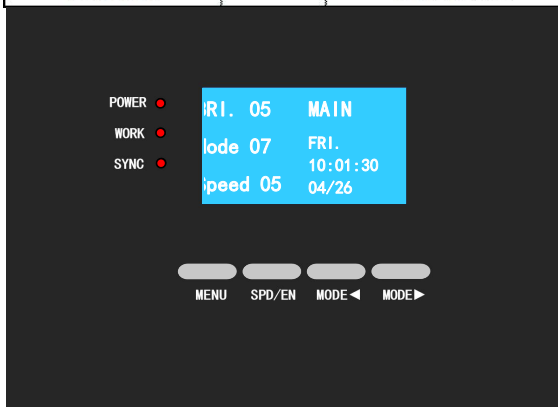 POWER
WORK
SYNC
BRI. 05
Mode 07
Speed 05
MAIN
FRI.
10:01:30
04/26
MENU SPD/EN MODE◀ MODE▶